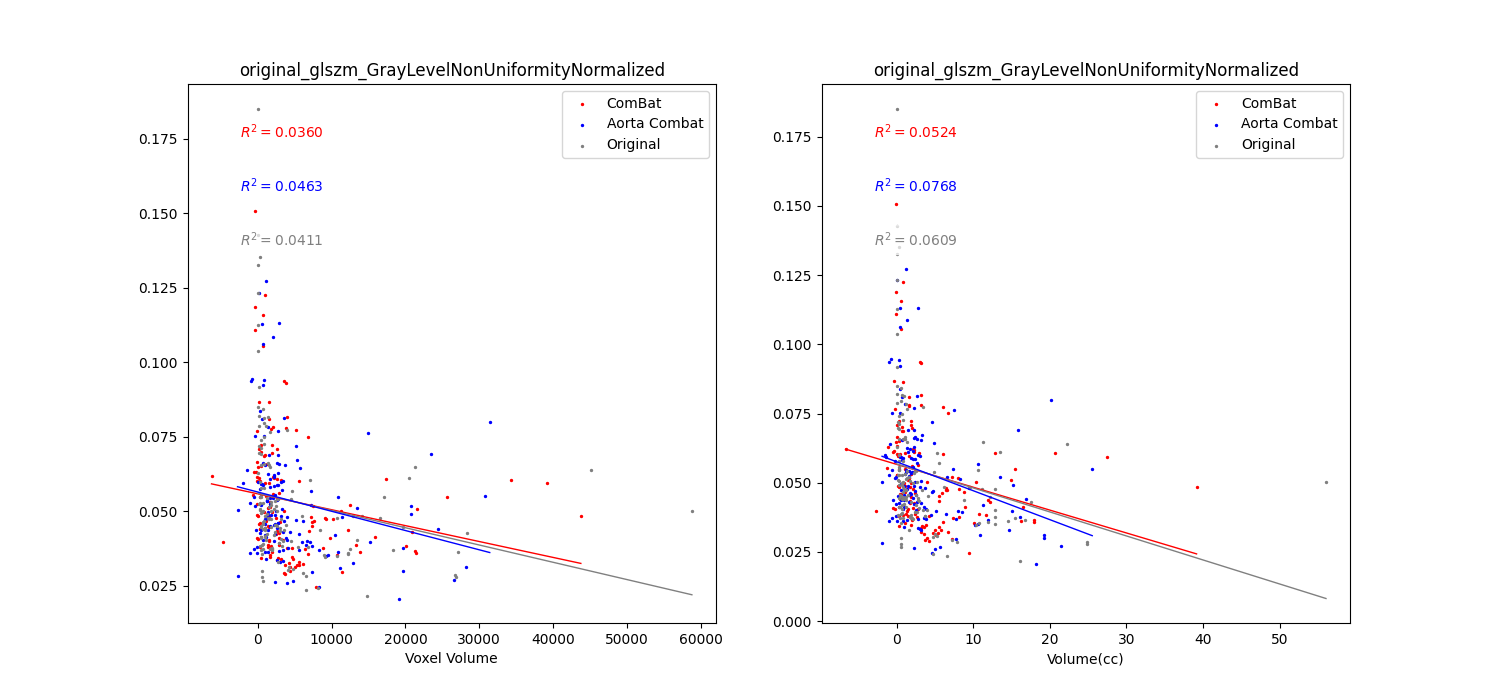 original_glszm_GrayLevelNonUniformityNormalized
ComBat
Aorta Combat
Original
R² = 0.0360
R² = 0.0463
R² = 0.0411
0.175
0.150
0.125
0.100
0.075
0.050
0.025
0
10000
20000
30000
40000
50000
60000
Voxel Volume
original_glszm_GrayLevelNonUniformityNormalized
ComBat
Aorta Combat
Original
R² = 0.0524
R² = 0.0768
R² = 0.0609
0.175
0.150
0.125
0.100
0.075
0.050
0.025
0.000
0
10
20
30
40
50
Volume(cc)